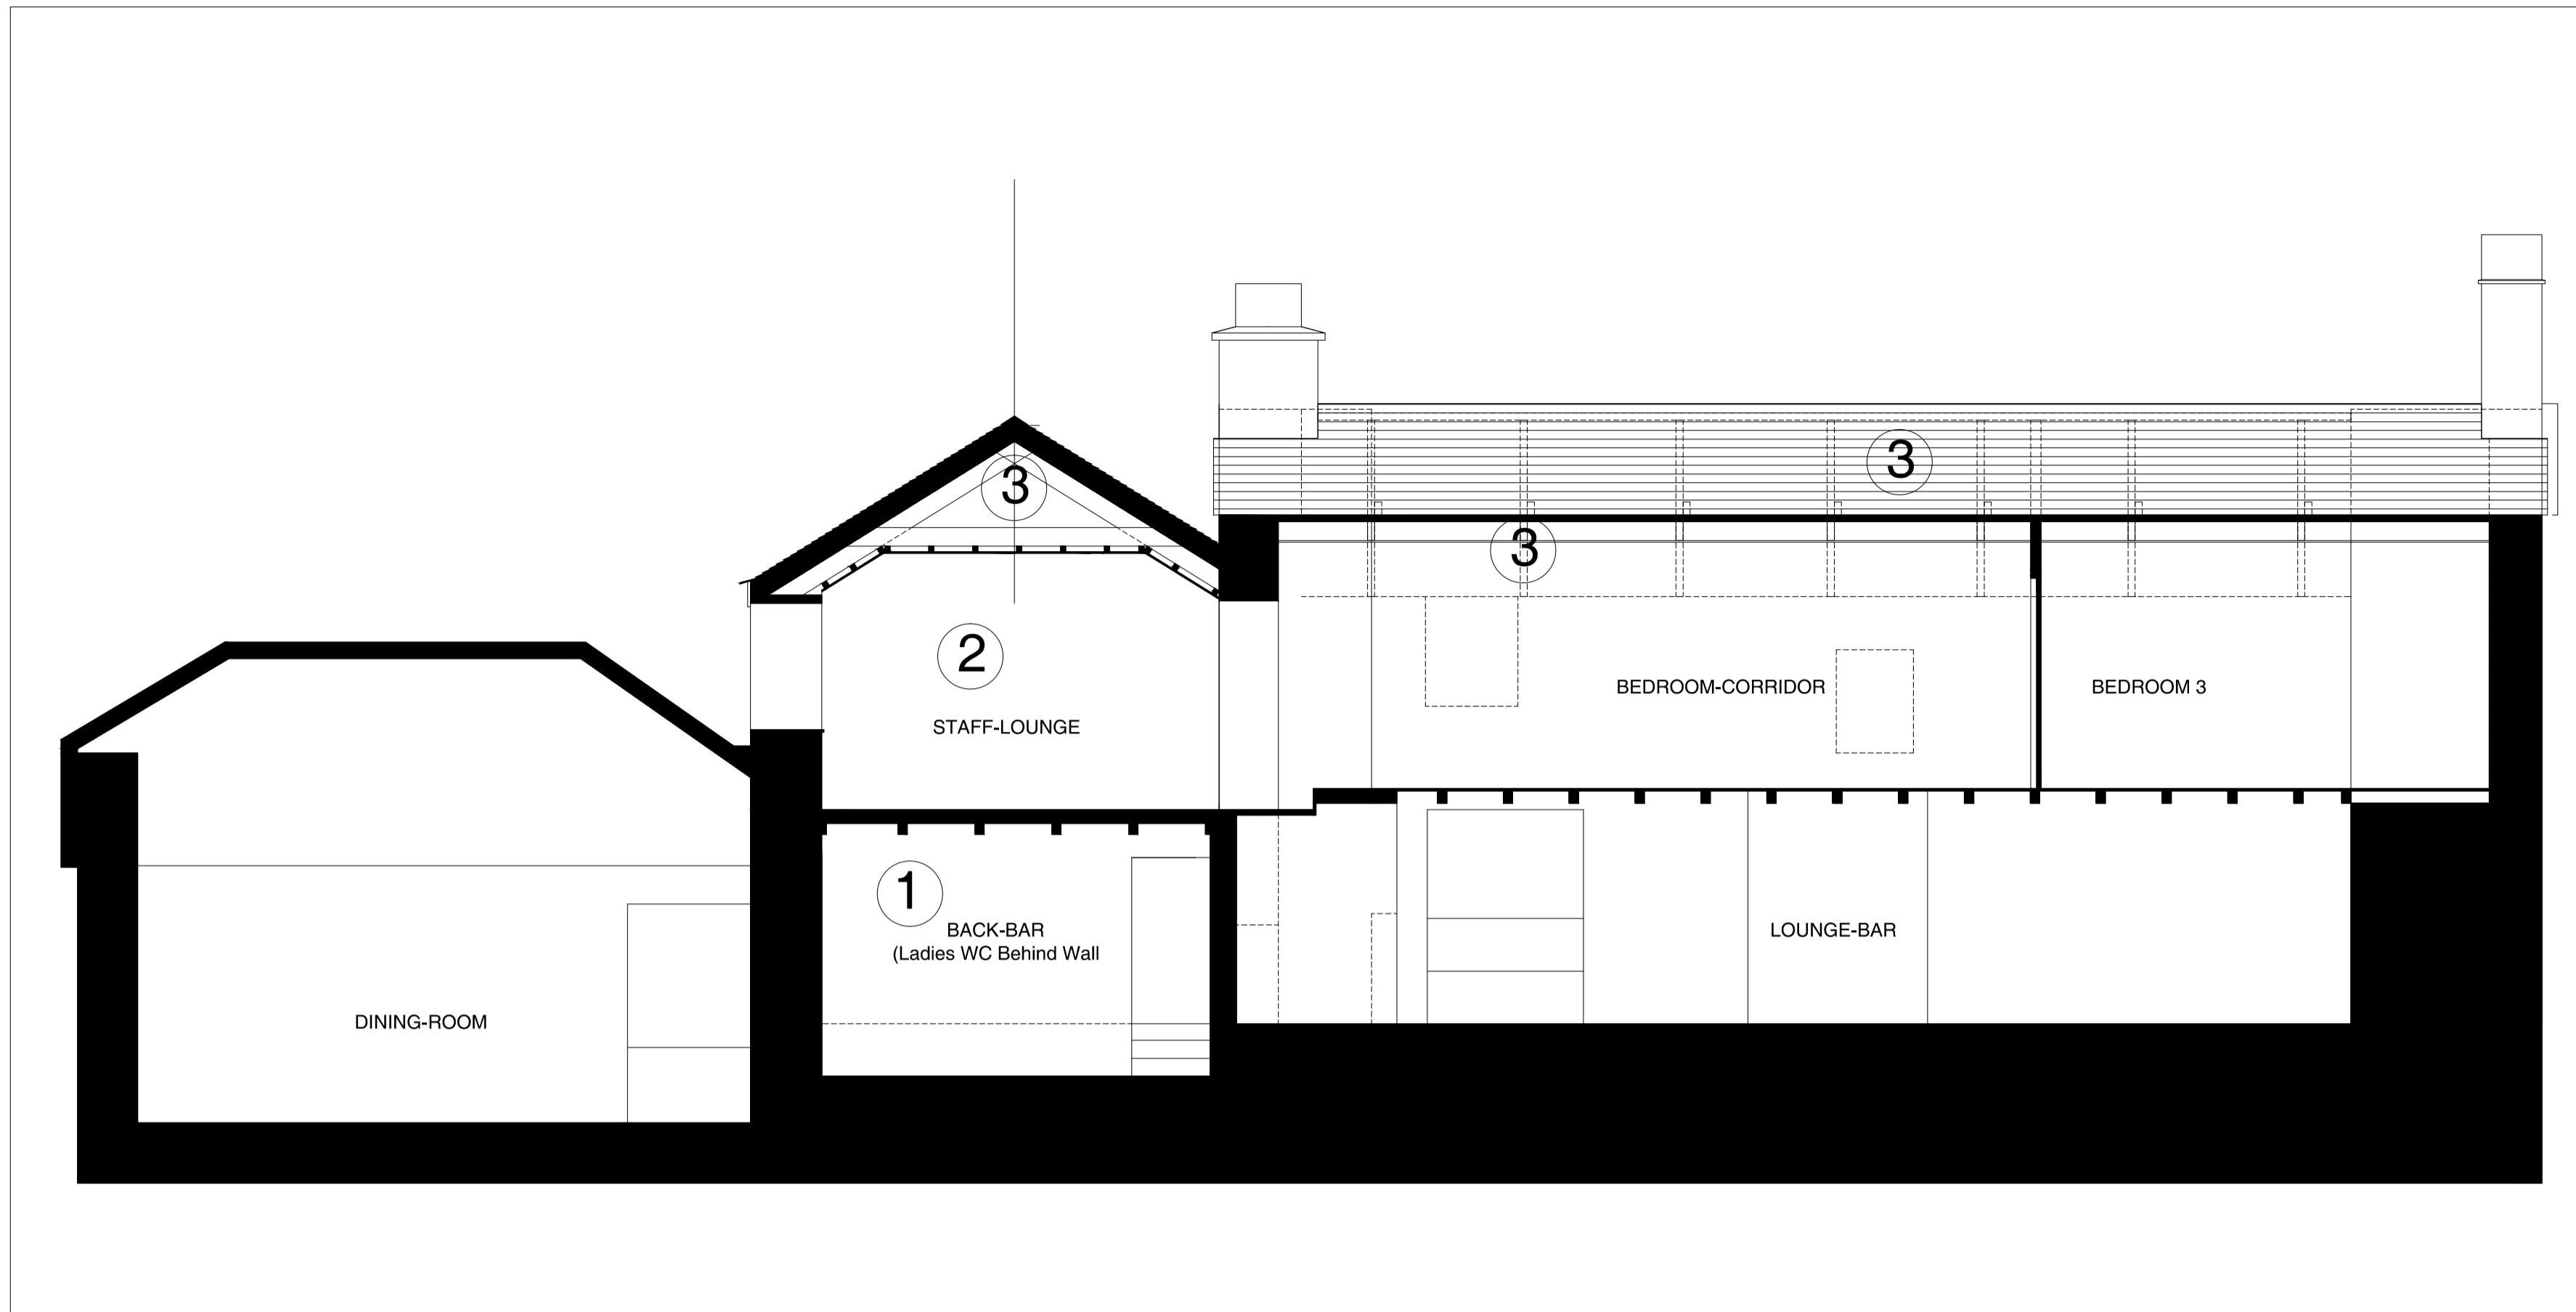 3
3
3
2
BEDROOM-CORRIDOR
BEDROOM 3
STAFF-LOUNGE
1
BACK-BAR
(Ladies WC Behind Wall
LOUNGE-BAR
DINING-ROOM